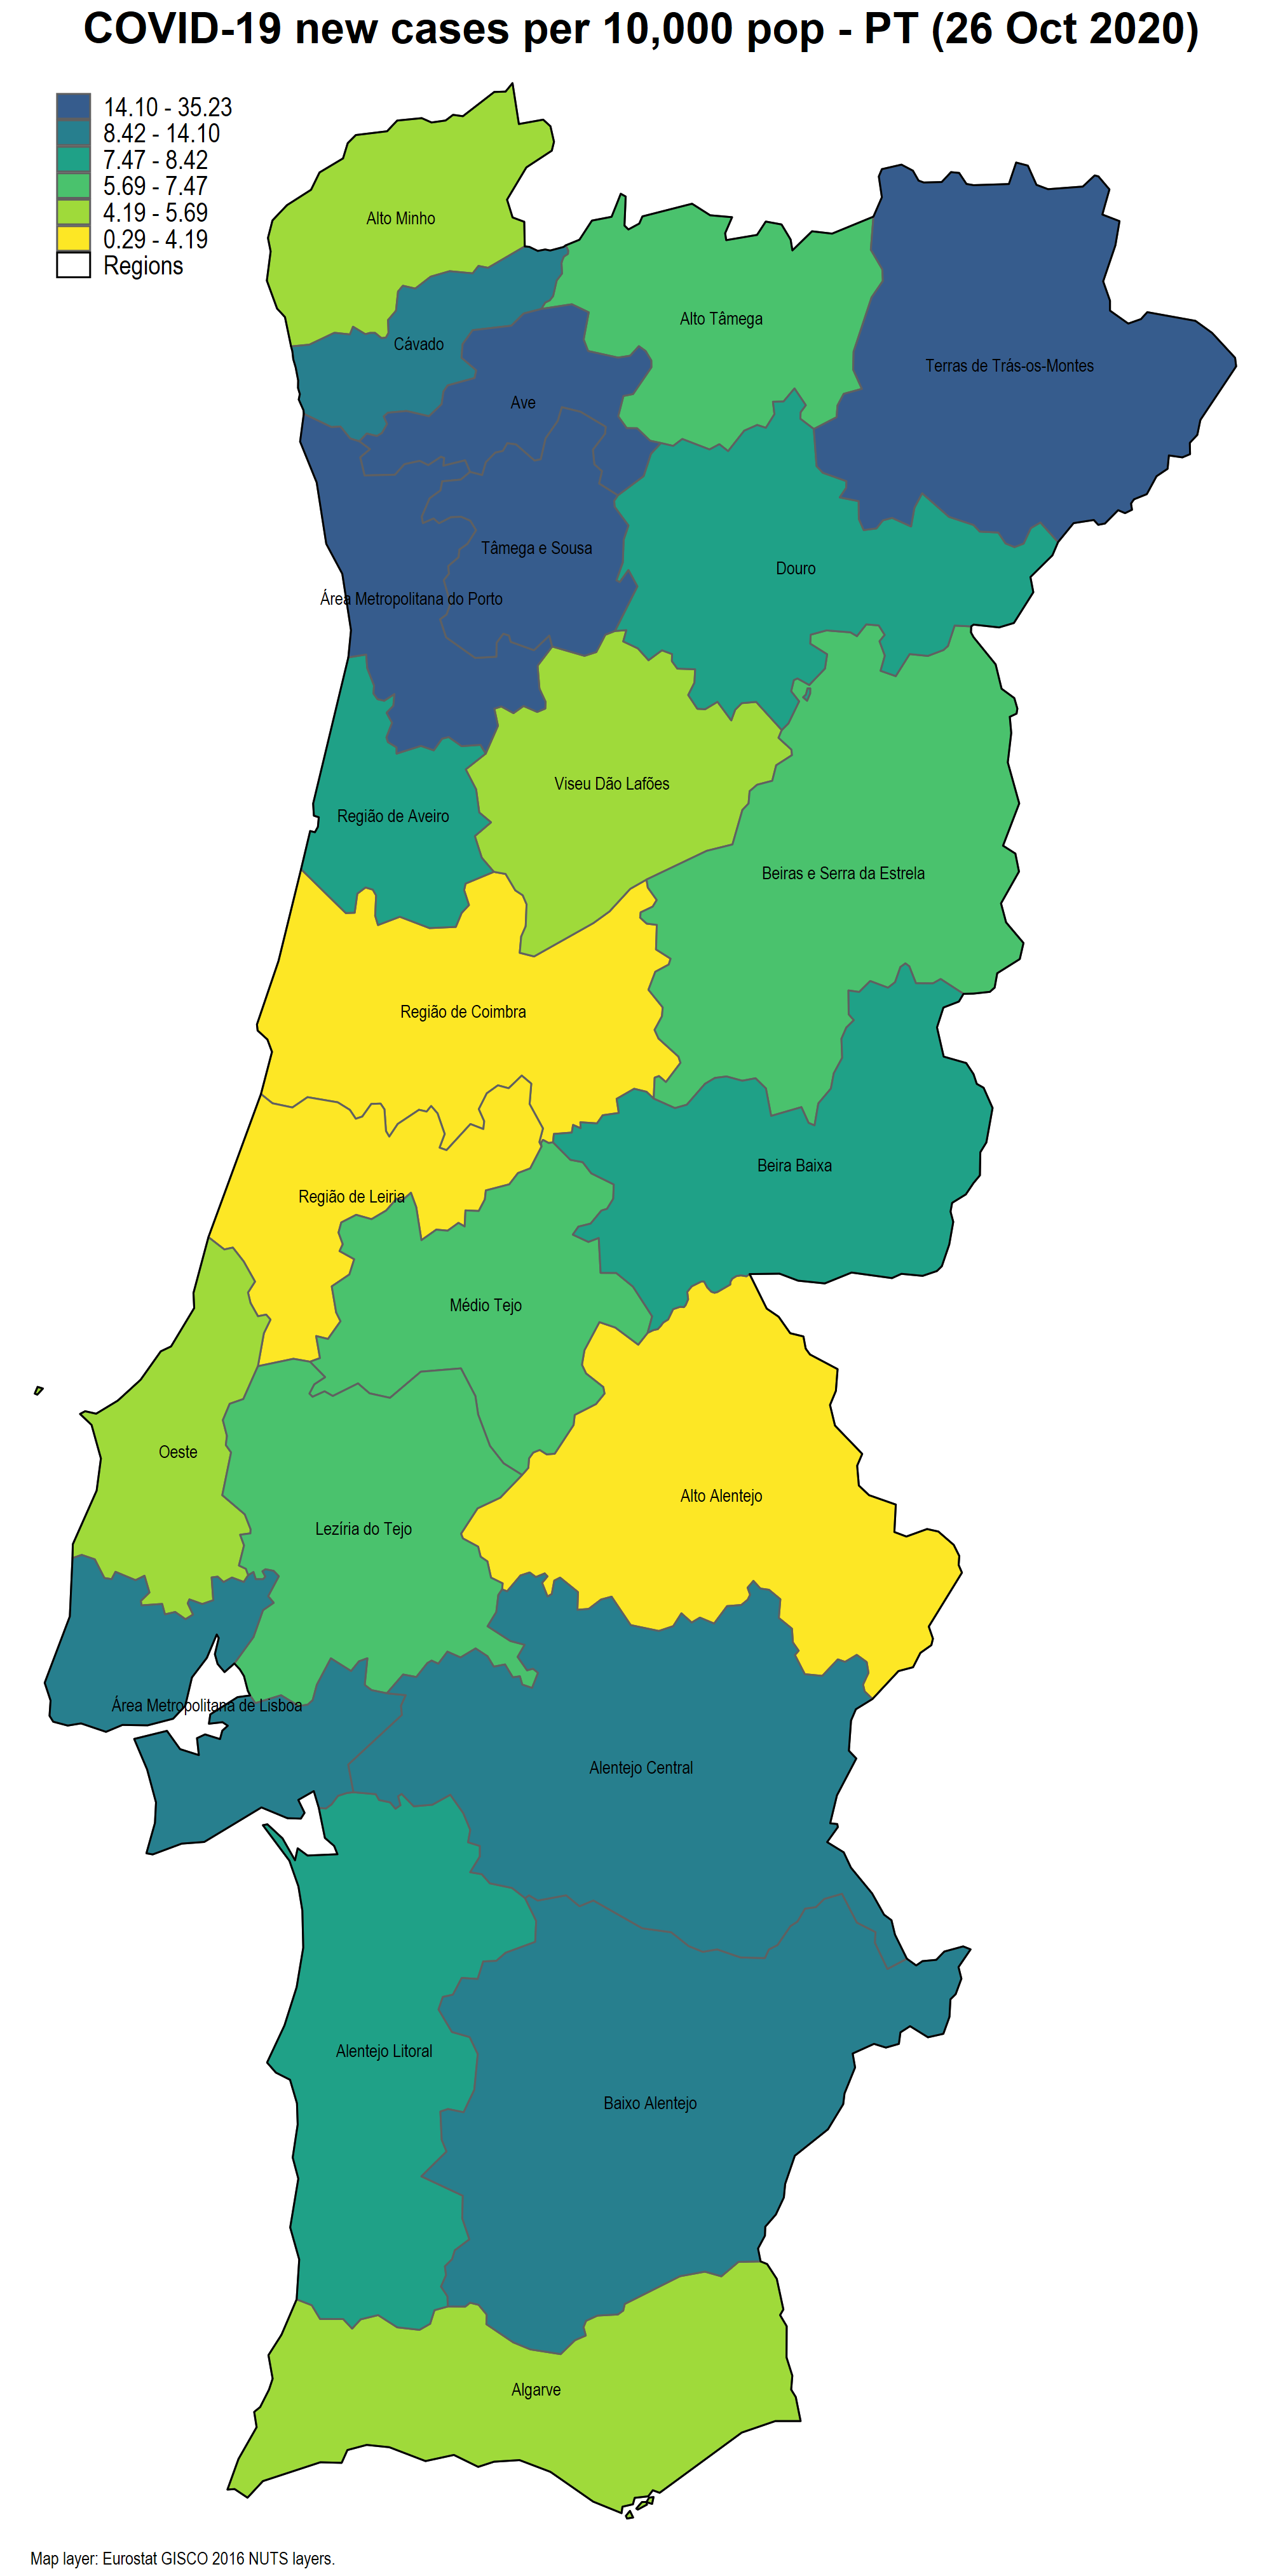 COVID-19 new cases per 10,000 pop - PT (26 Oct 2020)
14.10 - 35.23
8.42 - 14.10
7.47 - 8.42
5.69 - 7.47
4.19 - 5.69
0.29 - 4.19
Regions
Alto Minho
Alto Tâmega
Cávado
Terras de Trás-os-Montes
Ave
Tâmega e Sousa
Douro
Área Metropolitana do Porto
Viseu Dão Lafões
Região de Aveiro
Beiras e Serra da Estrela
Região de Coimbra
Beira Baixa
Região de Leiria
Médio Tejo
Oeste
Alto Alentejo
Lezíria do Tejo
Área Metropolitana de Lisboa
Alentejo Central
Alentejo Litoral
Baixo Alentejo
Algarve
Map layer: Eurostat GISCO 2016 NUTS layers.